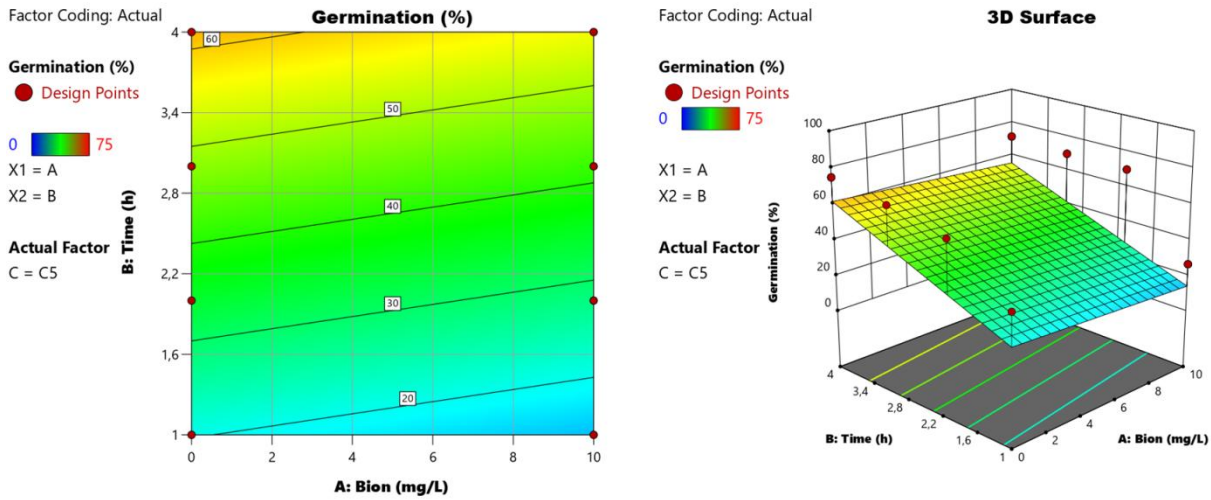 Factor Coding: Actual
Germination (%)
Germination (%)
Design Points
0 75
X1 = A
X2 = B
Actual Factor
C = C5
B: Time (h)
4
3,4
2,8
2,2
1,6
1
60
50
40
30
20
0 2 4 6 8 10
A: Bion (mg/L)
Factor Coding: Actual
3D Surface
Germination (%)
Design Points
0 75
X1 = A
X2 = B
Actual Factor
C = C5
Germination (%)
100
80
60
40
20
0
4
3,4
2,8
2,2
1,6
1
B: Time (h)
0
2
4
6
8
10
A: Bion (mg/L)